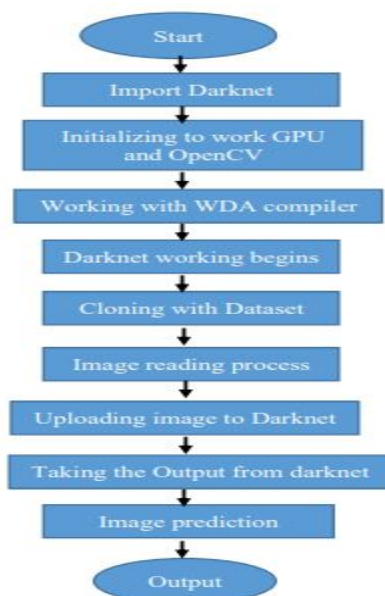 Start
Import Darknet
Initializing to work GPU
and OpenCV
Working with WDA compiler
Darknet working begins
Cloning with Dataset
Image reading process
Uploading image to Darknet
Taking the Output from darknet
Image prediction
Output